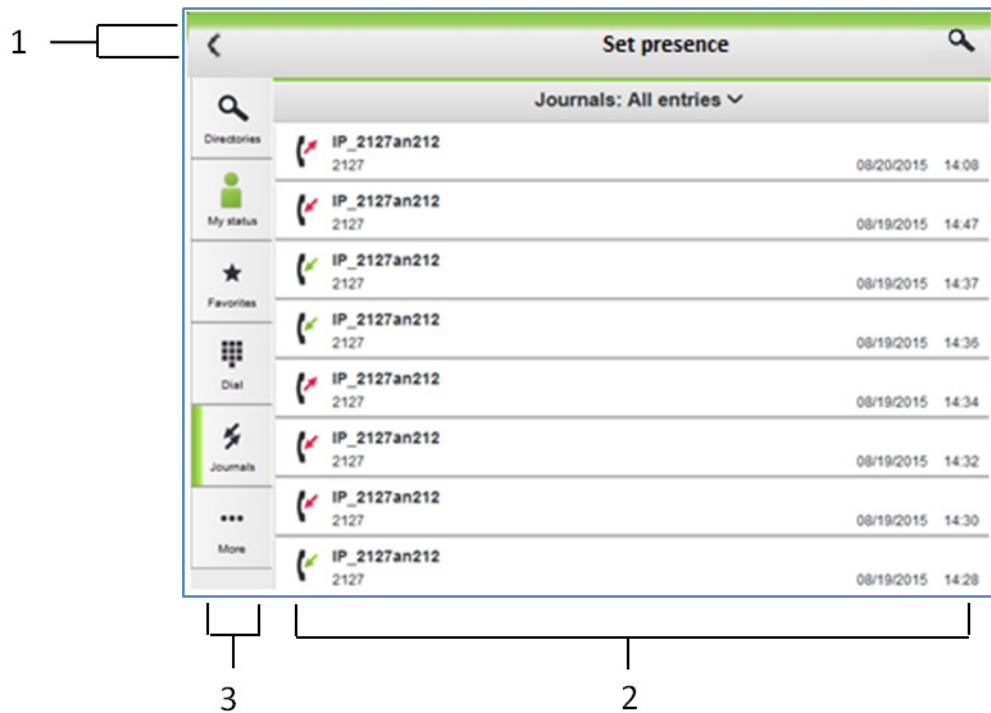 1
Set presence
Journals: All entries
Directories
My status
Favorites
Dial
Journals
More
IP_2127an212
2127 08/20/2015 14:08
IP_2127an212
2127 08/19/2015 14:47
IP_2127an212
2127 08/19/2015 14:37
IP_2127an212
2127 08/19/2015 14:36
IP_2127an212
2127 08/19/2015 14:34
IP_2127an212
2127 08/19/2015 14:32
IP_2127an212
2127 08/19/2015 14:30
IP_2127an212
2127 08/19/2015 14:28
3
2